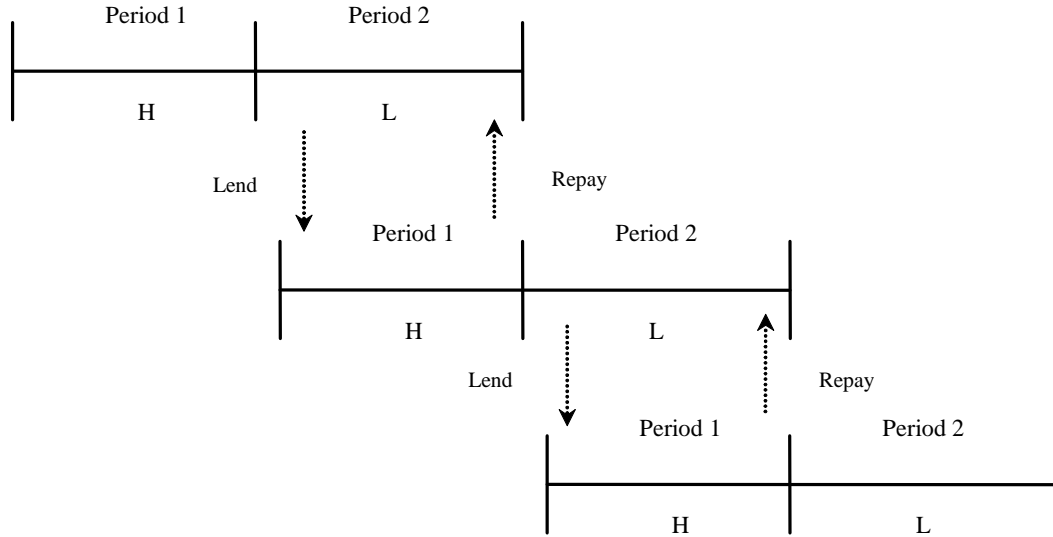 Period 1
Period 2
H
L
Lend
Repay
Period 1
Period 2
H
L
Lend
Repay
Period 1
Period 2
H
L